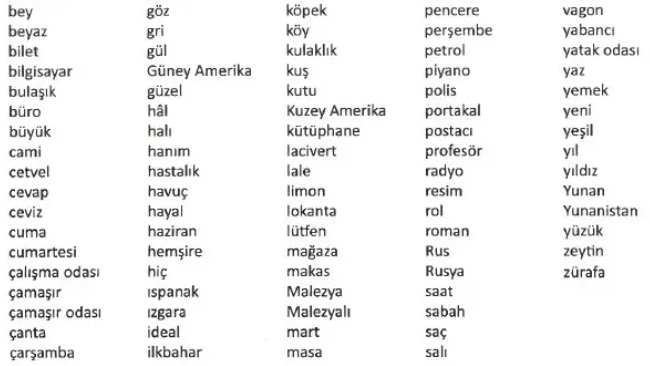 bey
beyaz
bilet
bilgisayar
bulaşık
büro
büyük
cami
cetvel
cevap
ceviz
cuma
cumartesi
çalışma odası
çamaşır
çamaşır odası
çanta
çarşamba
göz
gri
gül
Güney Amerika
güzel
hâl
halı
hanım
hastalık
havuç
hayal
haziran
hemşire
hiç
ıspanak
ızgara
ideal
ilkbahar
köpek
köy
kulaklık
kuş
kutu
Kuzey Amerika
kütüphane
lacivert
lale
limon
lokanta
lütfen
mağaza
makas
Malezya
Malezyalı
mart
masa
pencere
perşembe
petrol
piyano
polis
portakal
postacı
profesör
radyo
resim
rol
roman
Rus
Rusya
saat
sabah
saç
salı
vagon
yabancı
yatak odası
yaz
yemek
yeni
yeşil
yıl
yıldız
Yunan
Yunanistan
yüzük
zeytin
zürafa